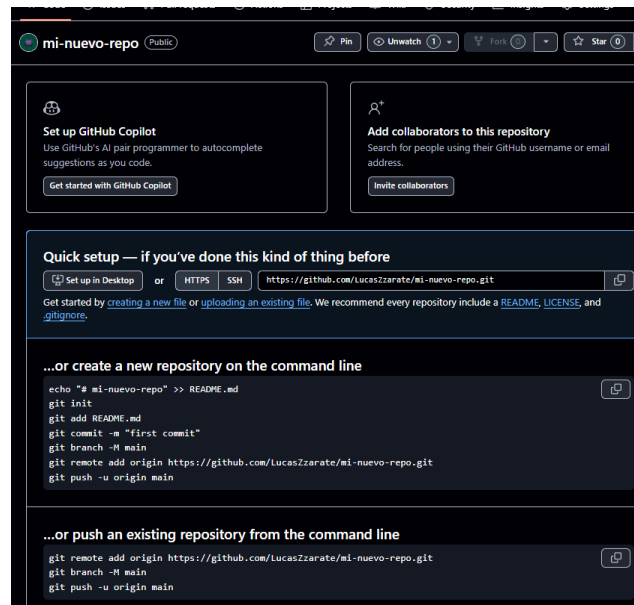 mi-nuevo-repo Public Pin Unwatch 1 Fork 0 Star 0
Set up GitHub Copilot
Use GitHub's AI pair programmer to autocomplete
suggestions as you code.
Get started with GitHub Copilot
Add collaborators to this repository
Search for people using their GitHub username or email
address.
Invite collaborators
Quick setup — if you've done this kind of thing before
Set up in Desktop or HTTPS SSH https://github.com/LucasZzarate/mi-nuevo-repo.git
Get started by creating a new file or uploading an existing file. We recommend every repository include a README, LICENSE, and
.gitignore.
...or create a new repository on the command line
echo "# mi-nuevo-repo" >> README.md
git init
git add README.md
git commit -m "first commit"
git branch -M main
git remote add origin https://github.com/LucasZzarate/mi-nuevo-repo.git
git push -u origin main
...or push an existing repository from the command line
git remote add origin https://github.com/LucasZzarate/mi-nuevo-repo.git
git branch -M main
git push -u origin main